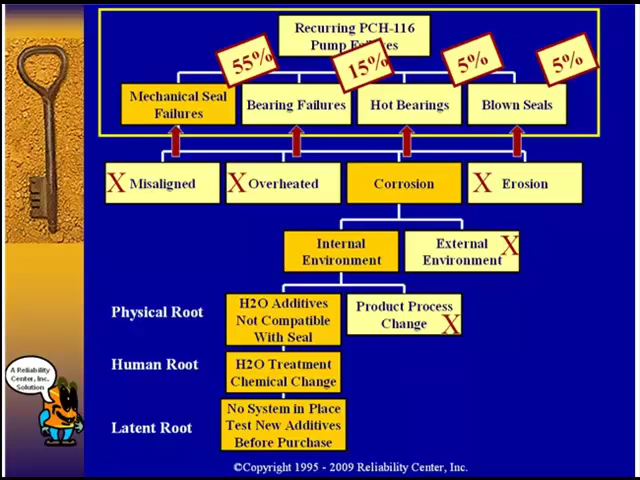 Recurring PCH-116
Pump Failures
55%
15%
5%
5%
Mechanical Seal
Failures
Bearing Failures
Hot Bearings
Blown Seals
X Misaligned
X Overheated
Corrosion
X Erosion
Internal
Environment
External
Environment X
Physical Root
H2O Additives
Not Compatible
With Seal
Product Process
Change X
Human Root
H2O Treatment
Chemical Change
A Reliability
Center, Inc.
Solution
Latent Root
No System in Place
Test New Additives
Before Purchase
©Copyright 1995 - 2009 Reliability Center, Inc.